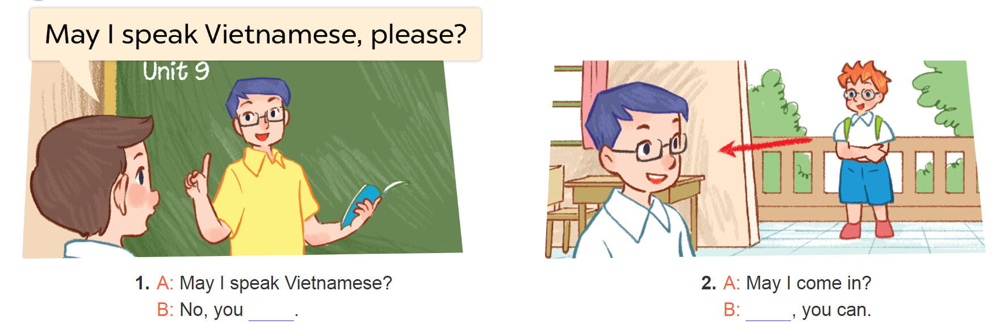 May I speak Vietnamese, please?
Unit 9
1. A: May I speak Vietnamese?
B: No, you _____.
2. A: May I come in?
B: _____, you can.